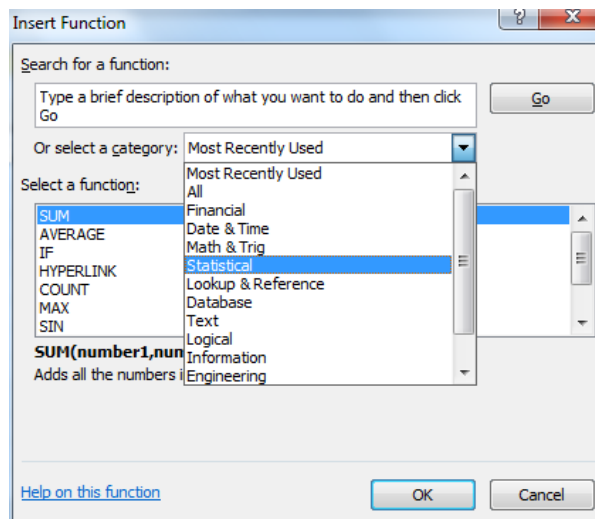 Insert Function
?
X
Search for a function:
Type a brief description of what you want to do and then click
Go
Go
Or select a category: Most Recently Used
Most Recently Used
All
Financial
Date & Time
Math & Trig
Statistical
Lookup & Reference
Database
Text
Logical
Information
Engineering
Select a function:
SUM
AVERAGE
IF
HYPERLINK
COUNT
MAX
SIN
SUM(number1,num
Adds all the numbers i
Help on this function
OK
Cancel